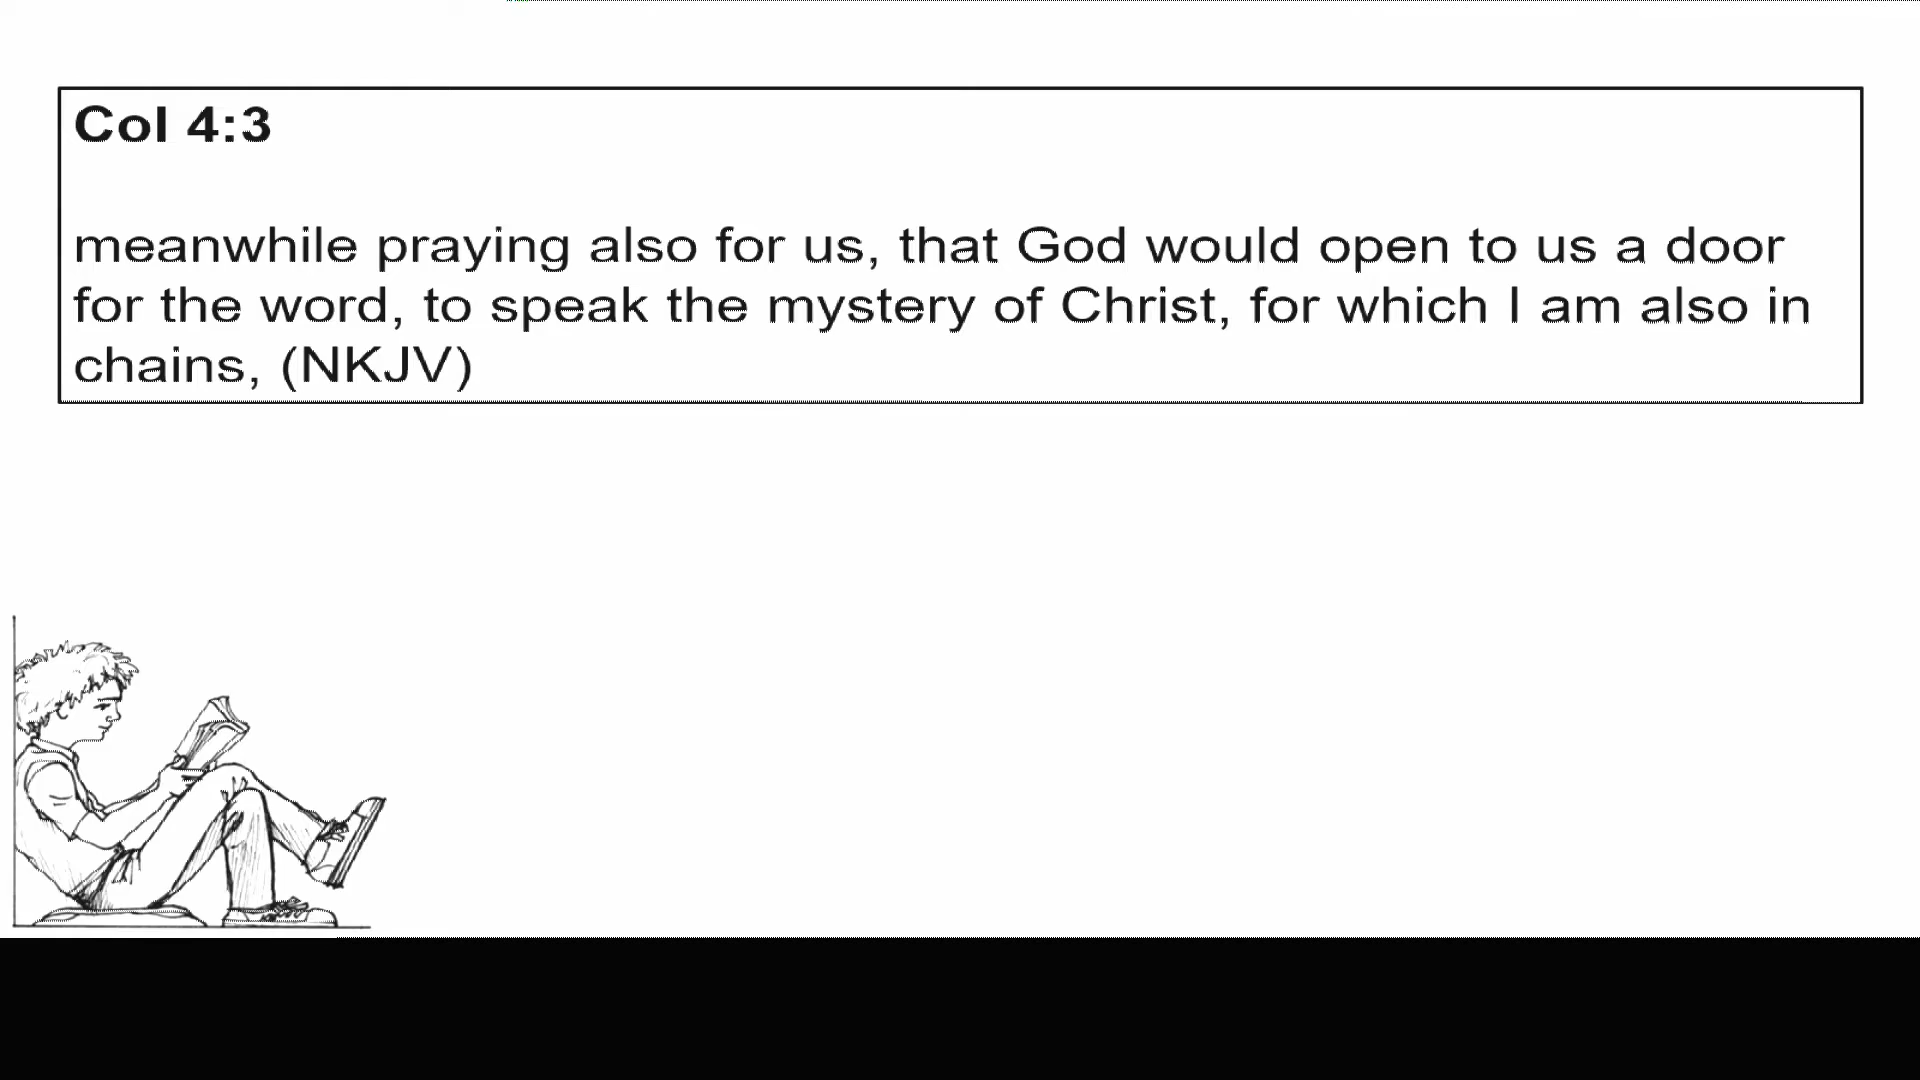 Col 4:3
meanwhile praying also for us, that God would open to us a door
for the word, to speak the mystery of Christ, for which I am also in
chains, (NKJV)